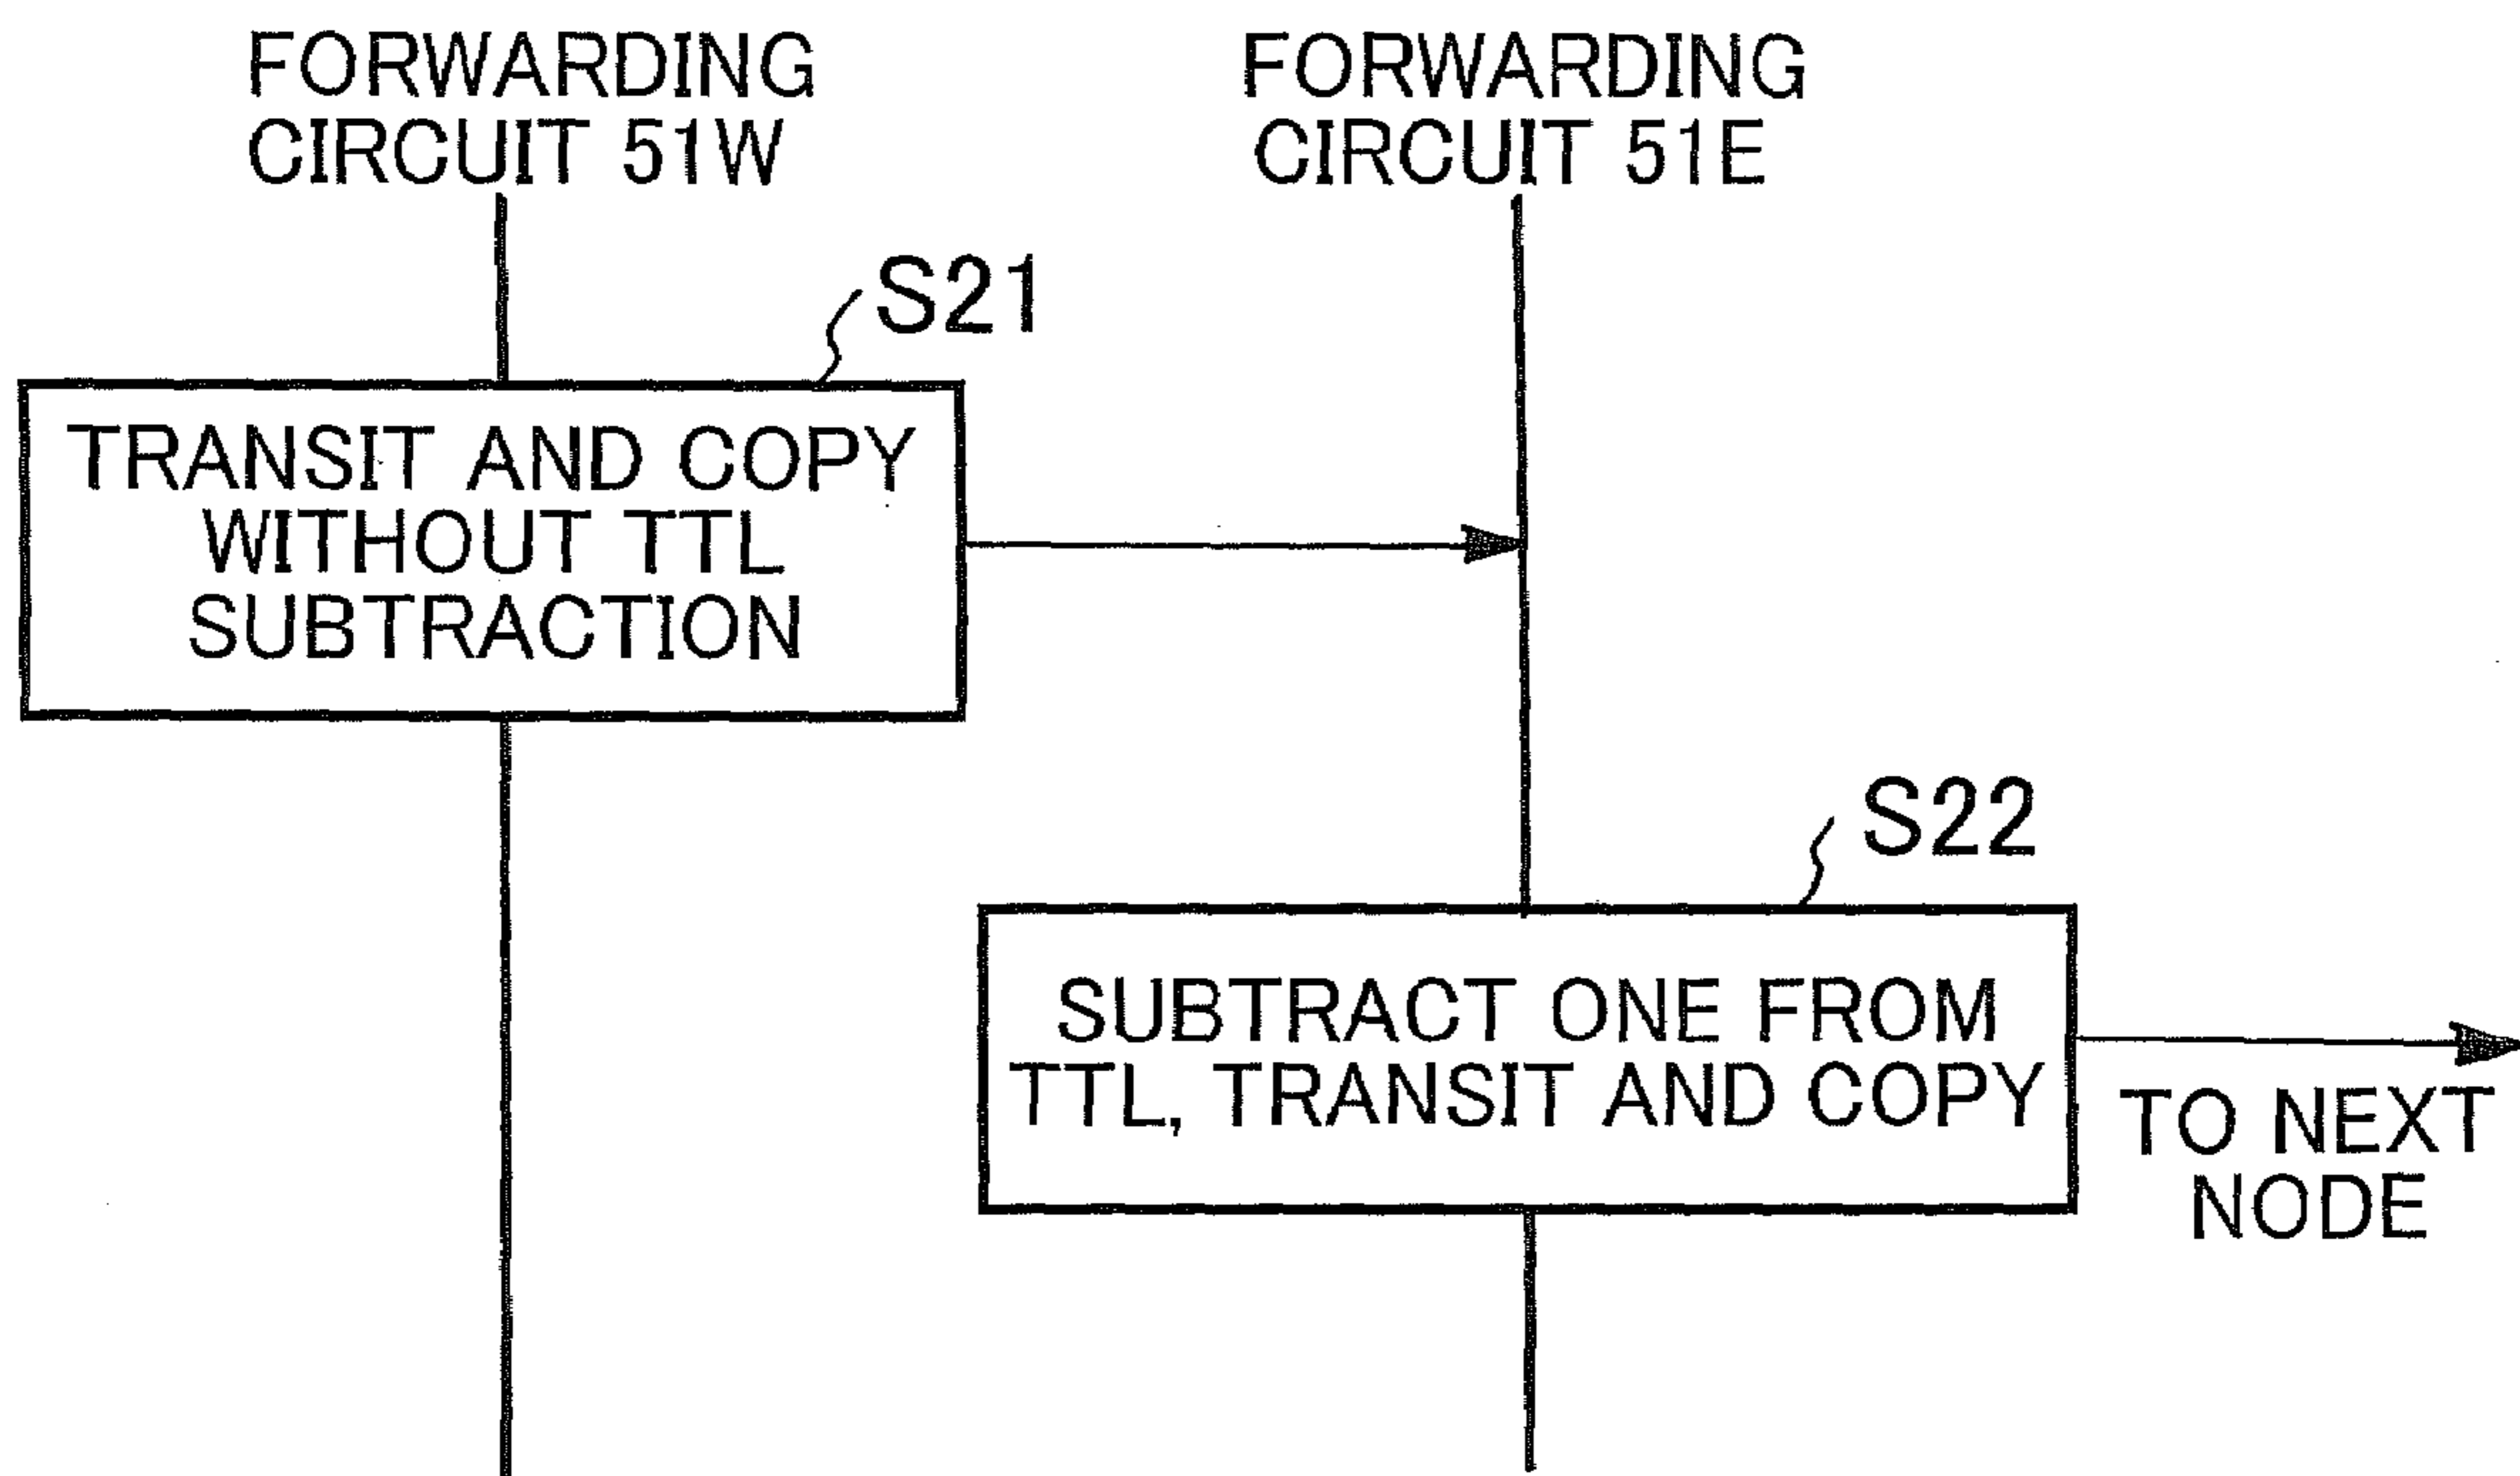 FORWARDING
CIRCUIT 51W
FORWARDING
CIRCUIT 51E
S21
TRANSIT AND COPY
WITHOUT TTL
SUBTRACTION
S22
SUBTRACT ONE FROM
TTL, TRANSIT AND COPY
TO NEXT
NODE